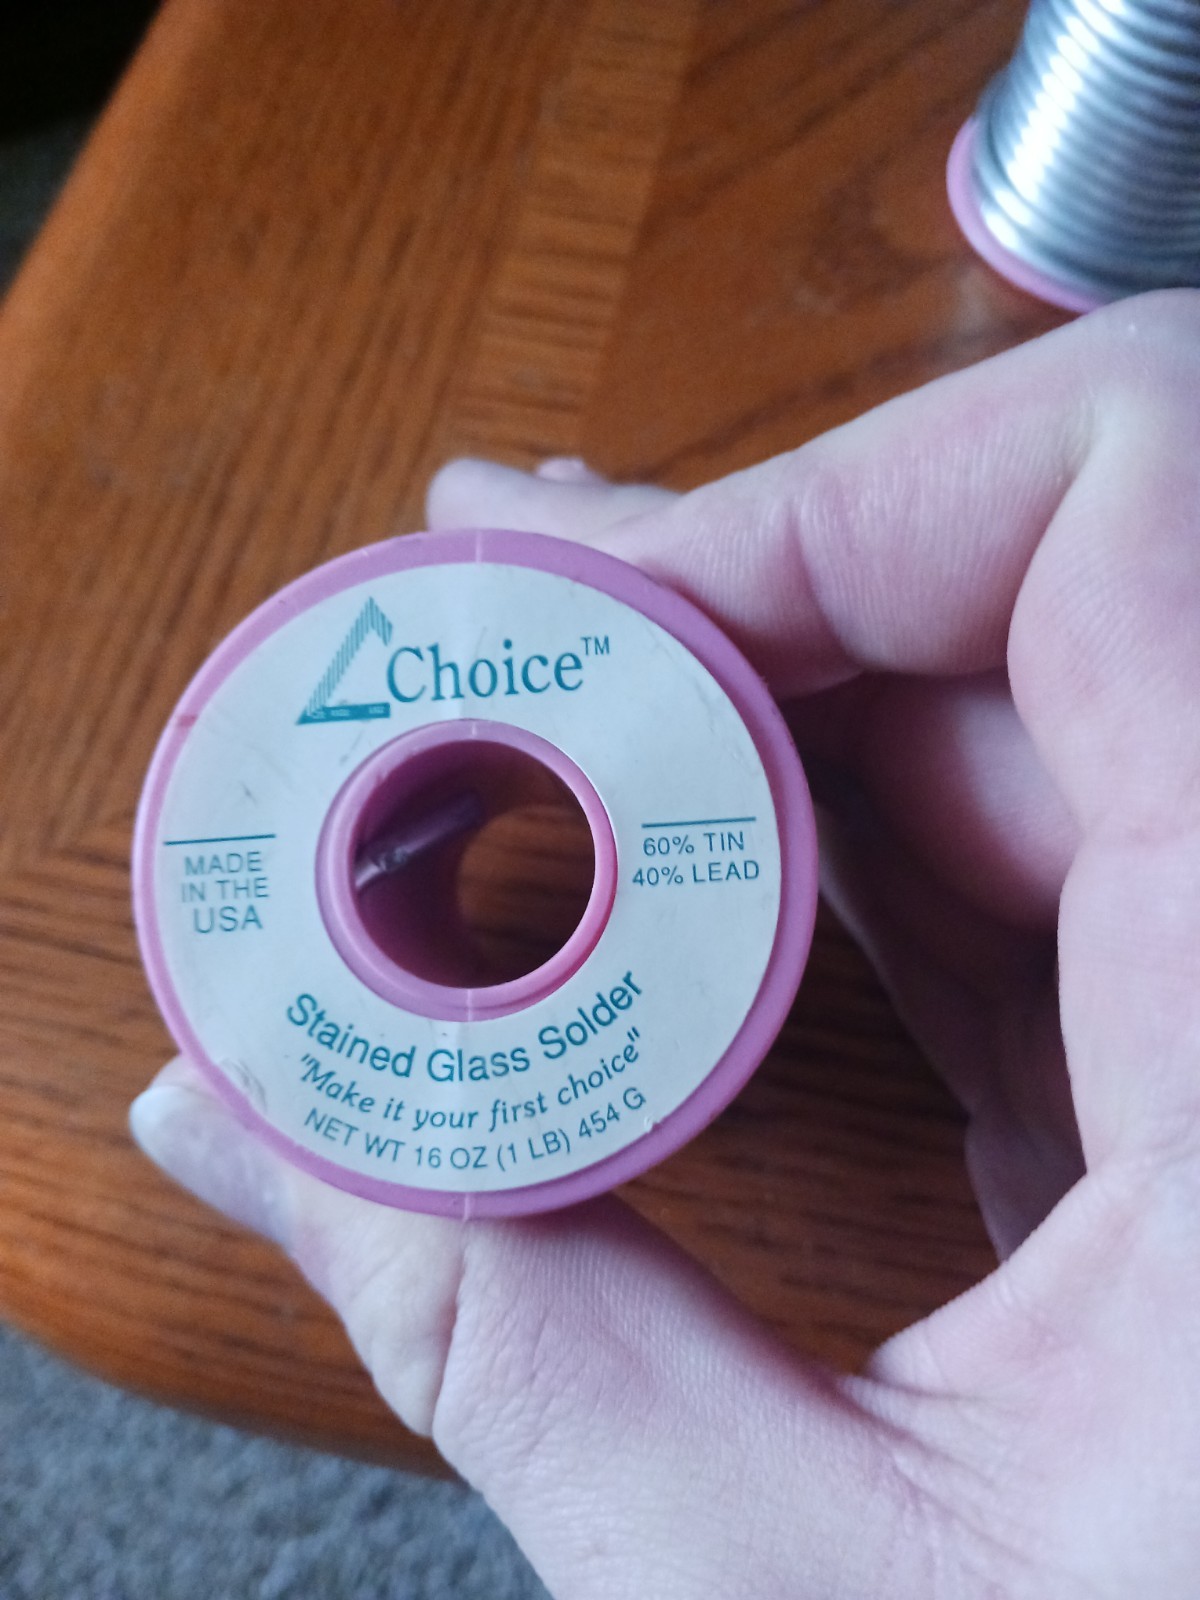 Choice™
MADE
IN THE
USA
60% TIN
40% LEAD
Stained Glass Solder
"Make it your first choice"
NET WT 16 OZ (1 LB) 454 G